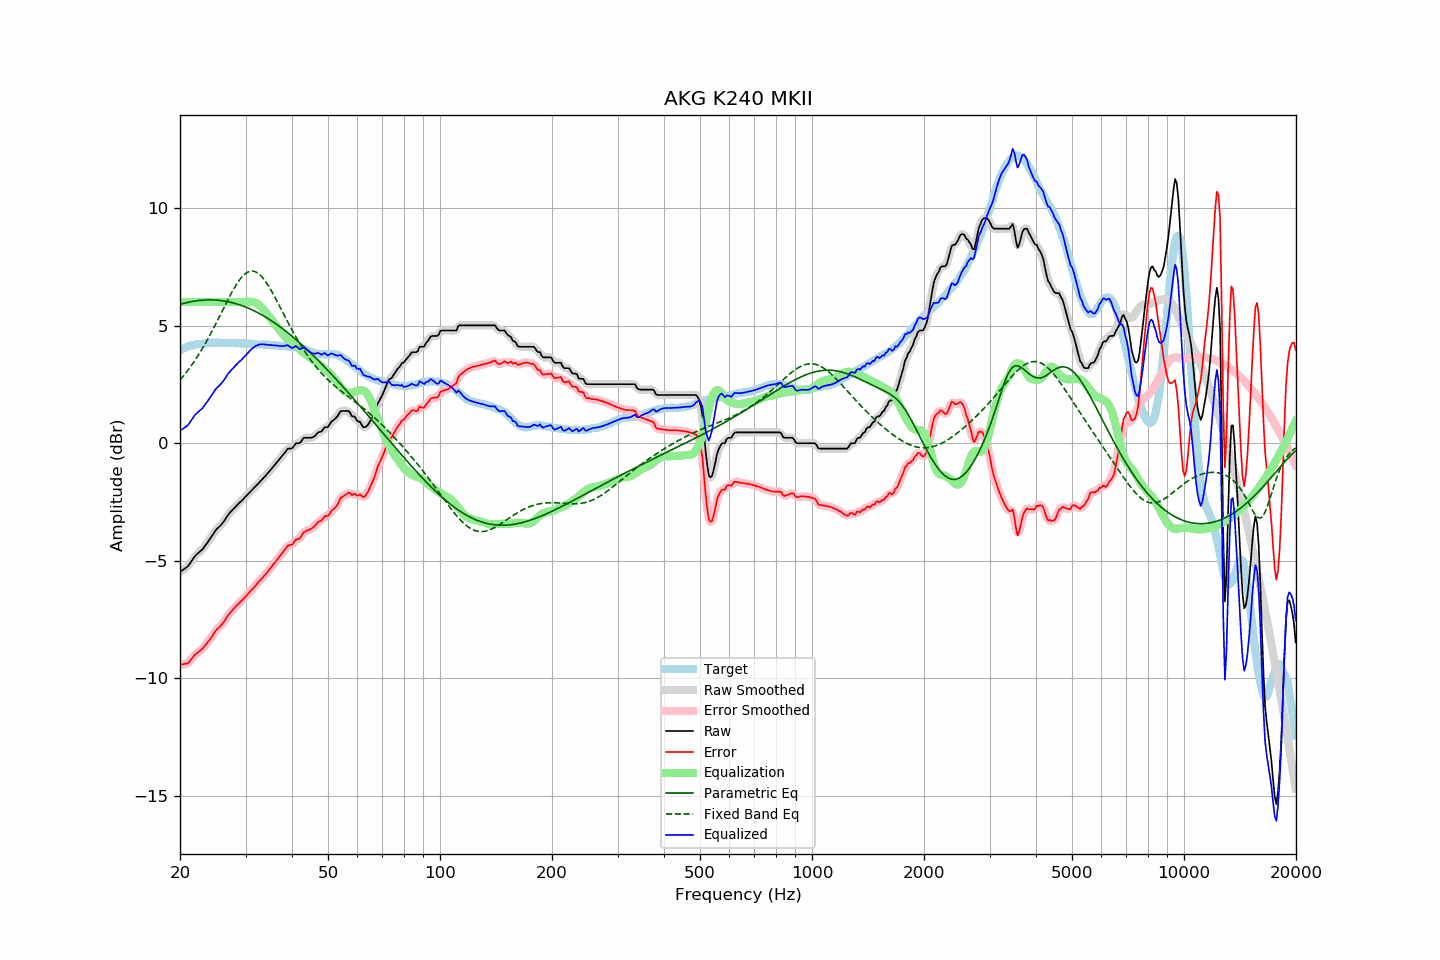 AKG K240 MKII
Amplitude (dBr)
10
5
0
−5
−10
−15
Target
Raw Smoothed
Error Smoothed
Raw
Error
Equalization
Parametric Eq
Fixed Band Eq
Equalized
20 50 100 200 500 1000 2000 5000 10000 20000
Frequency (Hz)